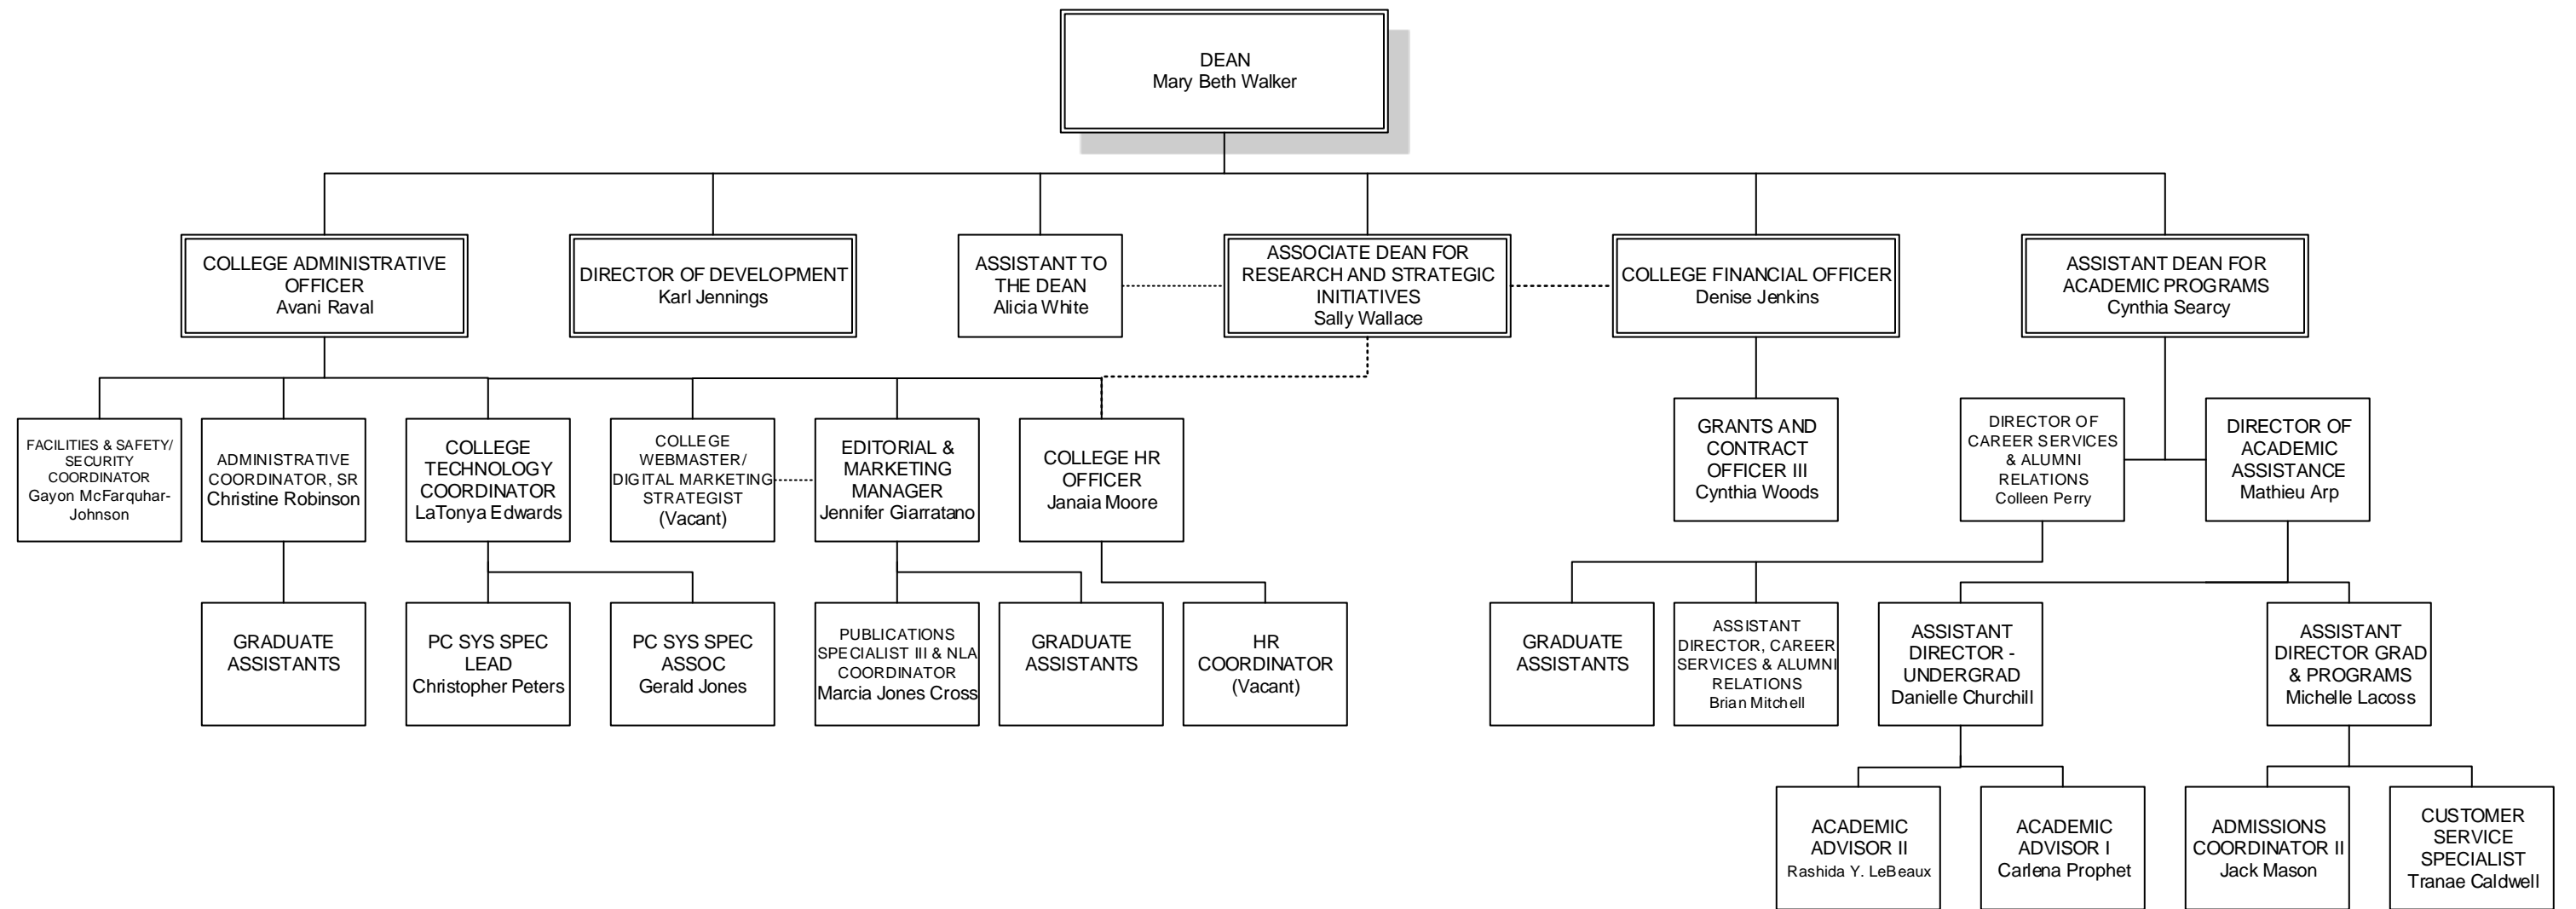 DEAN
Mary Beth Walker
COLLEGE ADMINISTRATIVE
OFFICER
Avani Raval
DIRECTOR OF DEVELOPMENT
Karl Jennings
ASSISTANT TO
THE DEAN
Alicia White
ASSOCIATE DEAN FOR
RESEARCH AND STRATEGIC
INITIATIVES
Sally Wallace
COLLEGE FINANCIAL OFFICER
Denise Jenkins
ASSISTANT DEAN FOR
ACADEMIC PROGRAMS
Cynthia Searcy
FACILITIES & SAFETY/
SECURITY
COORDINATOR
Gayon McFarquhar-
Johnson
ADMINISTRATIVE
COORDINATOR, SR
Christine Robinson
COLLEGE
TECHNOLOGY
COORDINATOR
LaTonya Edwards
COLLEGE
WEBMASTER/
DIGITAL MARKETING
STRATEGIST
(Vacant)
EDITORIAL &
MARKETING
MANAGER
Jennifer Giarratano
COLLEGE HR
OFFICER
Janaia Moore
GRANTS AND
CONTRACT
OFFICER III
Cynthia Woods
DIRECTOR OF
CAREER SERVICES
& ALUMNI
RELATIONS
Colleen Perry
DIRECTOR OF
ACADEMIC
ASSISTANCE
Mathieu Arp
GRADUATE
ASSISTANTS
PC SYS SPEC
LEAD
Christopher Peters
PC SYS SPEC
ASSOC
Gerald Jones
PUBLICATIONS
SPECIALIST III & NLA
COORDINATOR
Marcia Jones Cross
GRADUATE
ASSISTANTS
HR
COORDINATOR
(Vacant)
GRADUATE
ASSISTANTS
ASSISTANT
DIRECTOR, CAREER
SERVICES & ALUMNI
RELATIONS
Brian Mitchell
ASSISTANT
DIRECTOR -
UNDERGRAD
Danielle Churchill
ASSISTANT
DIRECTOR GRAD
& PROGRAMS
Michelle Lacoss
ACADEMIC
ADVISOR II
Rashida Y. LeBeaux
ACADEMIC
ADVISOR I
Carlena Prophet
ADMISSIONS
COORDINATOR II
Jack Mason
CUSTOMER
SERVICE
SPECIALIST
Tranae Caldwell